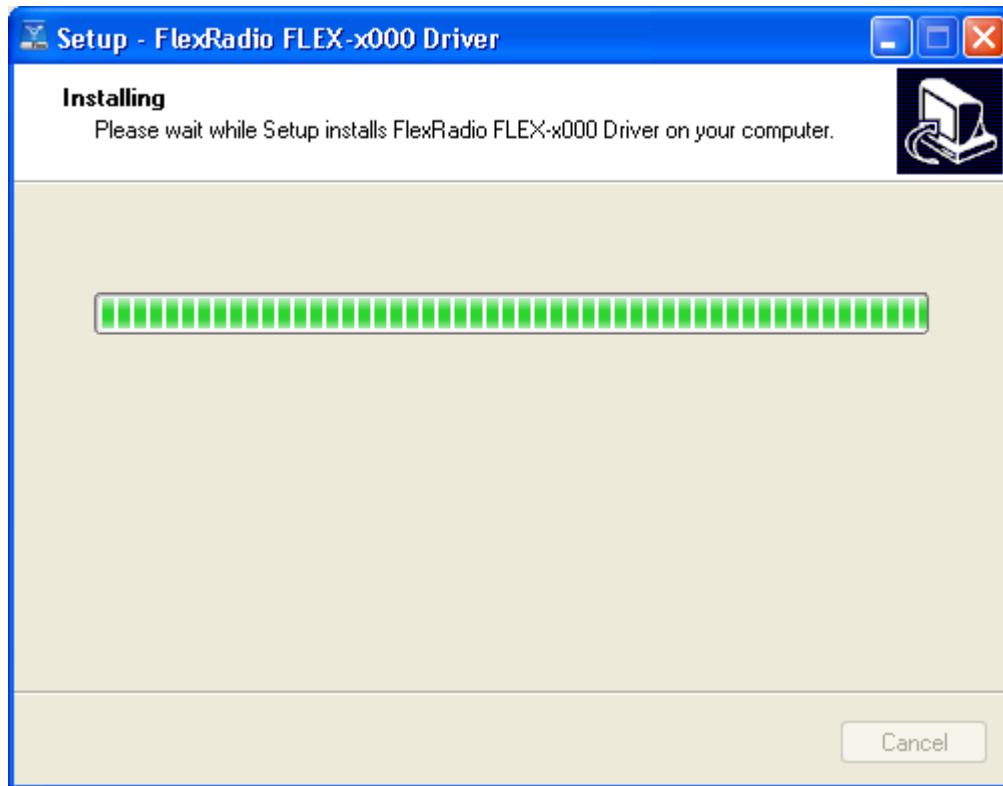 Setup - FlexRadio FLEX-x000 Driver
Installing
Please wait while Setup installs FlexRadio FLEX-x000 Driver on your computer.
Cancel